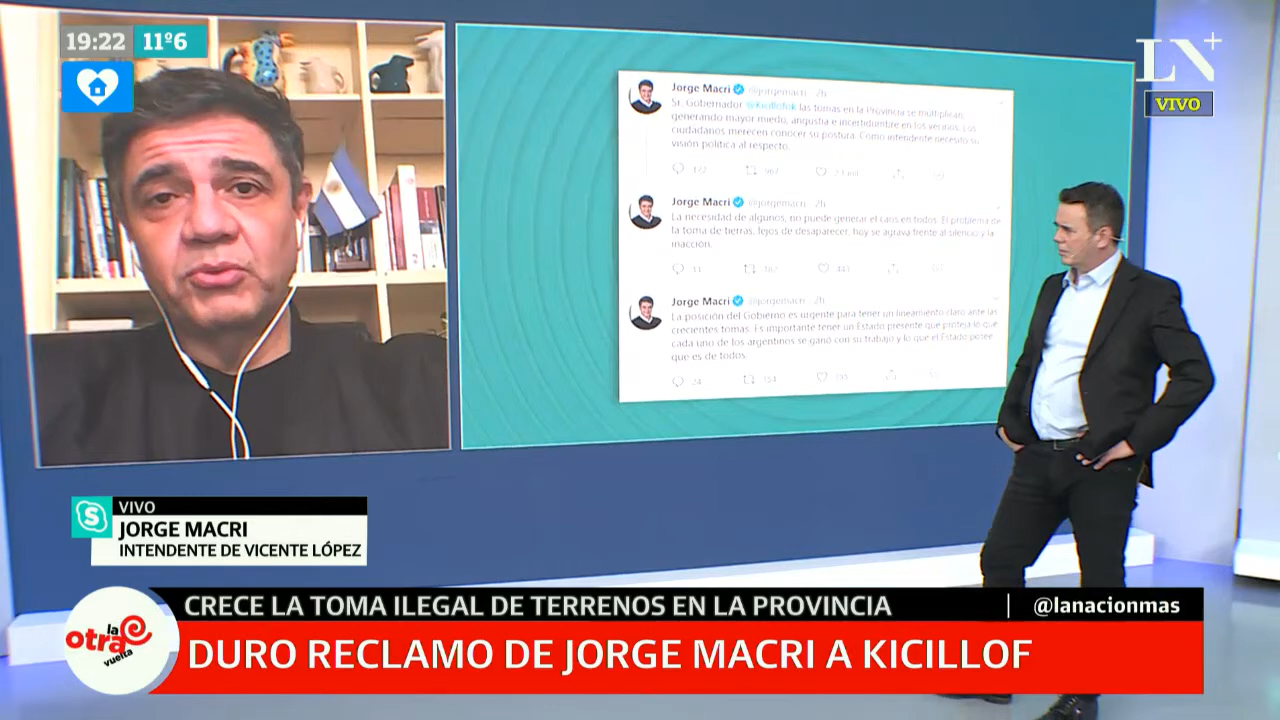 19:22 11º6
LN+
VIVO
Jorge Macri @jorgemacri · 2h
Sr. Gobernador @Kicillofok las tomas en la Provincia se multiplican,
generando mayor miedo, angustia e incertidumbre en los vecinos. Los
ciudadanos merecen conocer su postura. Como intendente necesito su
visión política al respecto.
Jorge Macri @jorgemacri · 2h
La necesidad de algunos, no puede generar el caos en todos. El problema de
la toma de tierras, lejos de desaparecer, hoy se agrava frente al silencio y la
inacción.
Jorge Macri @jorgemacri · 2h
La posición del Gobierno es urgente para tener un lineamiento claro ante las
crecientes tomas. Es importante tener un Estado presente que proteja lo que
cada uno de los argentinos se ganó con su trabajo y lo que el Estado posee
que es de todos.
VIVO
JORGE MACRI
INTENDENTE DE VICENTE LÓPEZ
la
otra
vuelta
CRECE LA TOMA ILEGAL DE TERRENOS EN LA PROVINCIA | @lanacionmas
DURO RECLAMO DE JORGE MACRI A KICILLOF